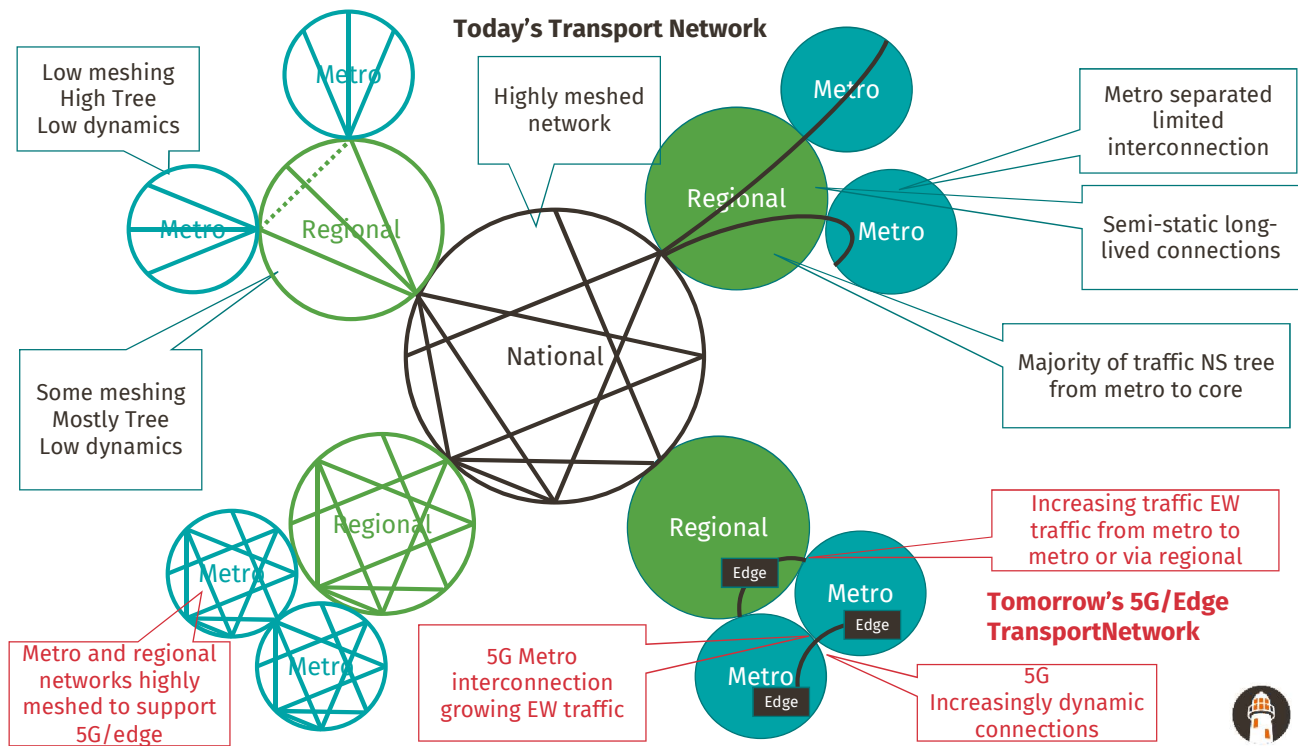 Today's Transport Network
Low meshing
High Tree
Low dynamics
Metro
Highly meshed
network
Metro
Metro separated
limited
interconnection
Metro
Regional
Regional
Metro
Semi-static long-
lived connections
National
Some meshing
Mostly Tree
Low dynamics
Majority of traffic NS tree
from metro to core
Regional
Regional
Increasing traffic EW
traffic from metro to
metro or via regional
Metro
Edge
Metro
Edge
Tomorrow's 5G/Edge
TransportNetwork
Metro and regional
networks highly
meshed to support
5G/edge
Metro
5G Metro
interconnection
growing EW traffic
Metro
Edge
5G
Increasingly dynamic
connections